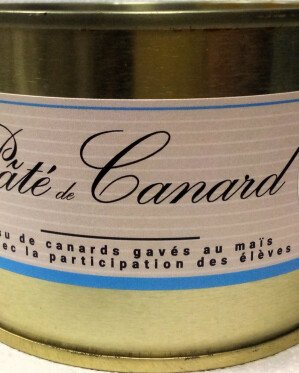 Pâté de Canard
de canards gavés au maïs
la participation des élèves